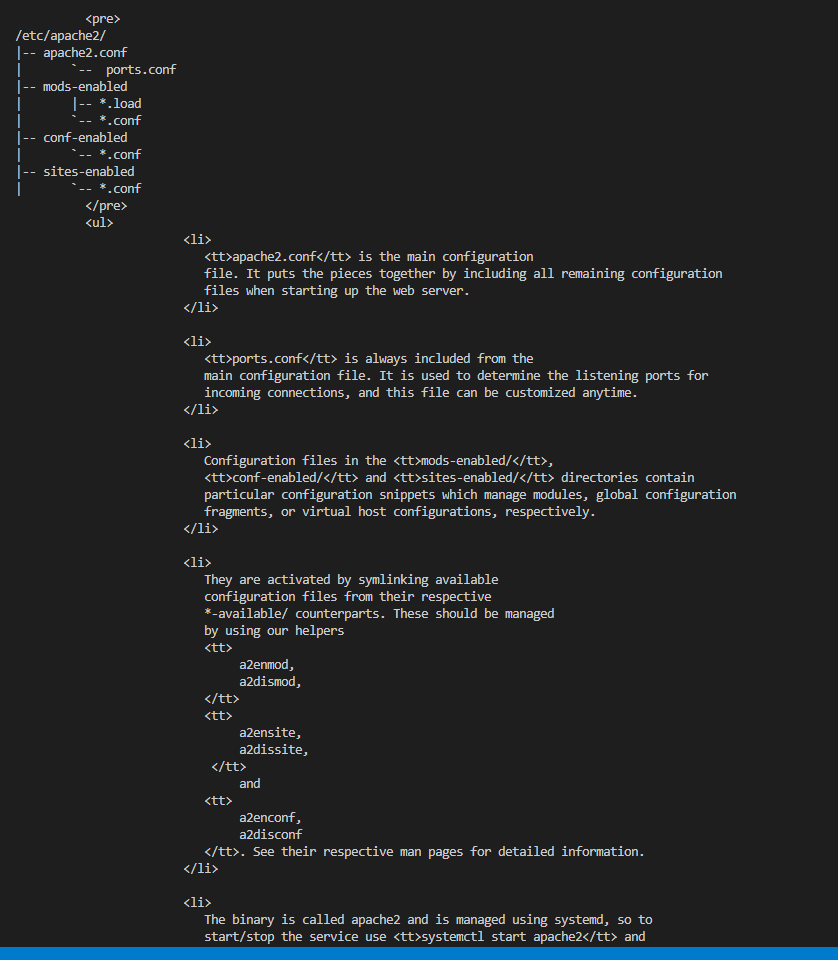 <pre>
/etc/apache2/
|-- apache2.conf
|       `--  ports.conf
|-- mods-enabled
|       |-- *.load
|       `-- *.conf
|-- conf-enabled
|       `-- *.conf
|-- sites-enabled
|       `-- *.conf
</pre>
<ul>
<li>
<tt>apache2.conf</tt> is the main configuration
file. It puts the pieces together by including all remaining configuration
files when starting up the web server.
</li>
<li>
<tt>ports.conf</tt> is always included from the
main configuration file. It is used to determine the listening ports for
incoming connections, and this file can be customized anytime.
</li>
<li>
Configuration files in the <tt>mods-enabled/</tt>,
<tt>conf-enabled/</tt> and <tt>sites-enabled/</tt> directories contain
particular configuration snippets which manage modules, global configuration
fragments, or virtual host configurations, respectively.
</li>
<li>
They are activated by symlinking available
configuration files from their respective
*-available/ counterparts. These should be managed
by using our helpers
<tt>
a2enmod,
a2dismod,
</tt>
<tt>
a2ensite,
a2dissite,
</tt>
and
<tt>
a2enconf,
a2disconf
</tt>. See their respective man pages for detailed information.
</li>
<li>
The binary is called apache2 and is managed using systemd, so to
start/stop the service use <tt>systemctl start apache2</tt> and